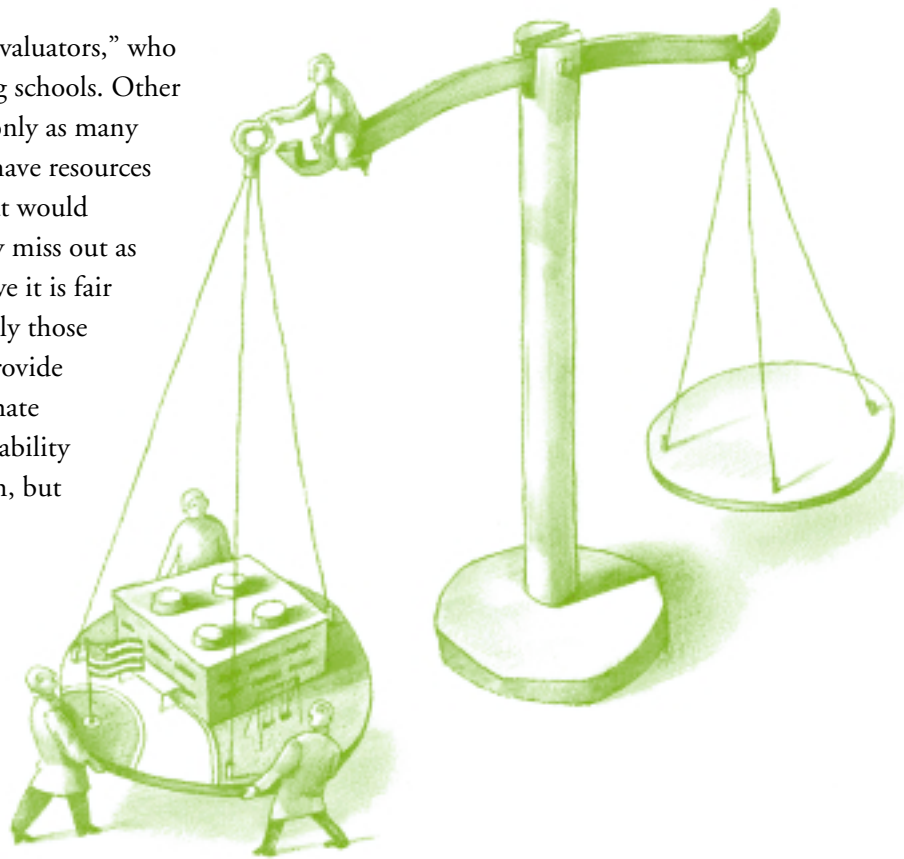 valuators,” who
g schools. Other
only as many
have resources
t would
y miss out as
ve it is fair
ly those
rovide
nate
ability
n, but